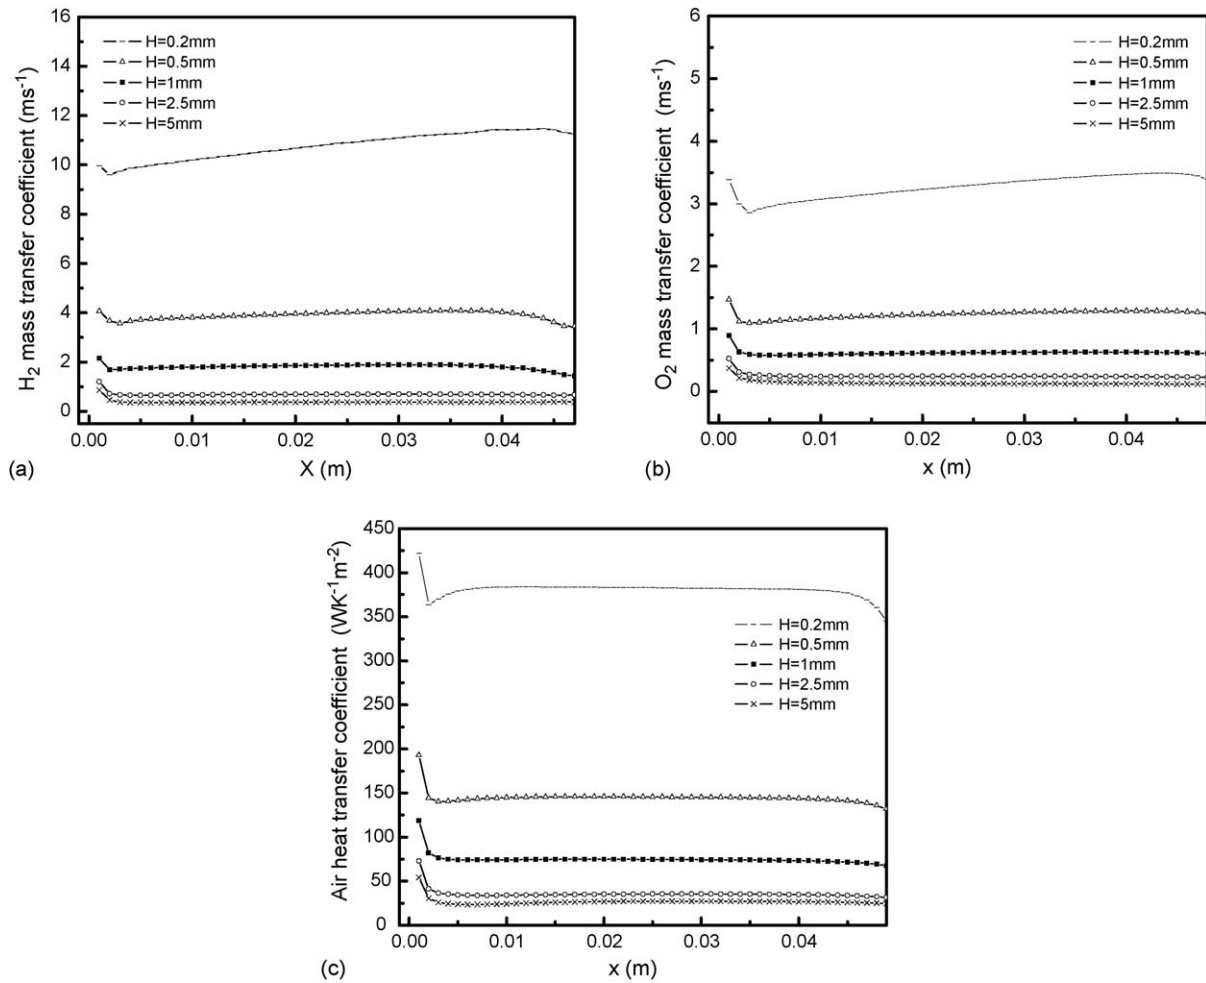 16
14
12
10
8
6
4
2
0
H₂ mass transfer coefficient (ms⁻¹)
H=0.2mm
H=0.5mm
H=1mm
H=2.5mm
H=5mm
0.00 0.01 0.02 0.03 0.04
(a) X (m)
6
5
4
3
2
1
0
O₂ mass transfer coefficient (ms⁻¹)
H=0.2mm
H=0.5mm
H=1mm
H=2.5mm
H=5mm
0.00 0.01 0.02 0.03 0.04
(b) x (m)
450
400
350
300
250
200
150
100
50
0
Air heat transfer coefficient (WK⁻¹m⁻²)
H=0.2mm
H=0.5mm
H=1mm
H=2.5mm
H=5mm
0.00 0.01 0.02 0.03 0.04
(c) x (m)